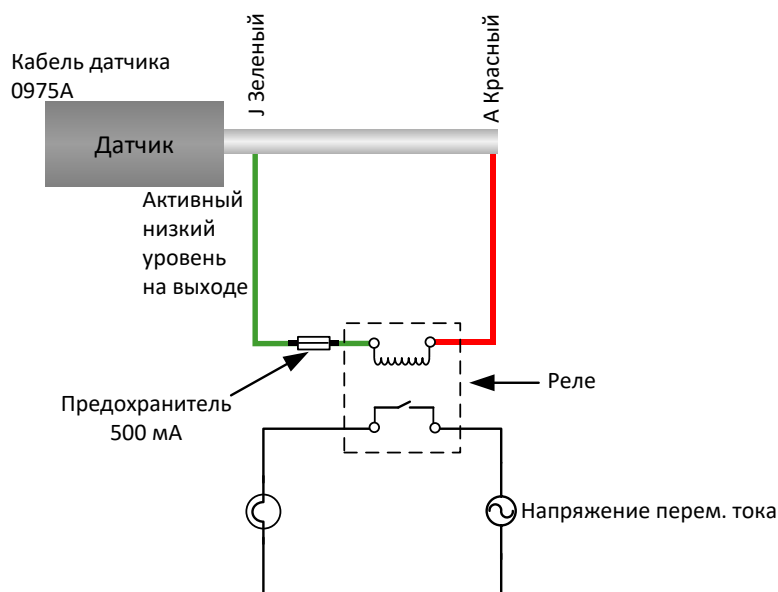 J Зеленый
А Красный
Кабель датчика
0975A
Датчик
Активный
низкий
уровень
на выходе
Предохранитель
500 мА
Реле
Напряжение перем. тока